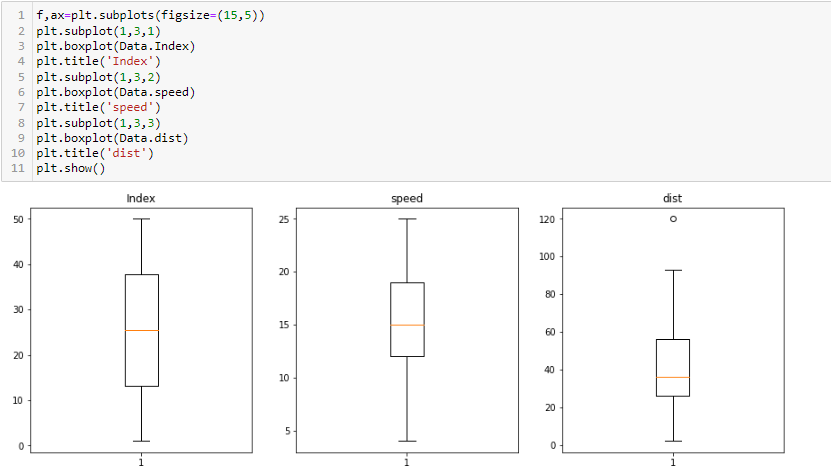 1 f,ax=plt.subplots(figsize=(15,5))
2 plt.subplot(1,3,1)
3 plt.boxplot(Data.Index)
4 plt.title('Index')
5 plt.subplot(1,3,2)
6 plt.boxplot(Data.speed)
7 plt.title('speed')
8 plt.subplot(1,3,3)
9 plt.boxplot(Data.dist)
10 plt.title('dist')
11 plt.show()
Index
50
40
30
20
10
0
1
speed
25
20
15
10
5
1
dist
120
100
80
60
40
20
0
1